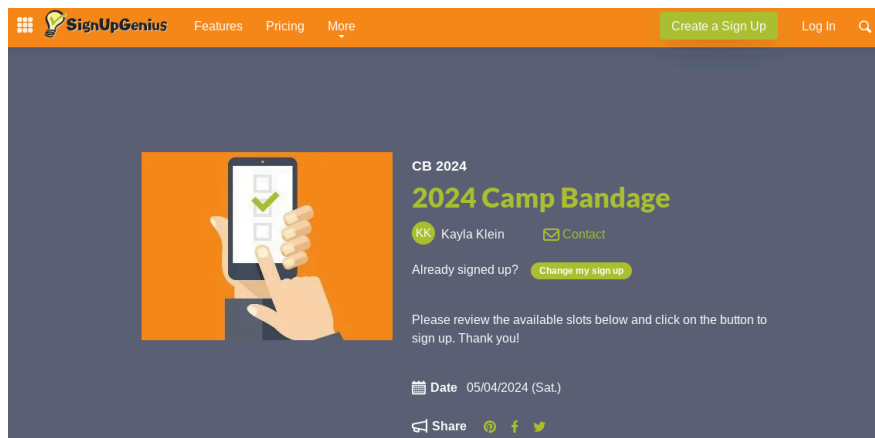 SignUpGenius Features Pricing More Create a Sign Up Log In
CB 2024
2024 Camp Bandage
KK Kayla Klein Contact
Already signed up? Change my sign up
Please review the available slots below and click on the button to
sign up. Thank you!
Date 05/04/2024 (Sat.)
Share